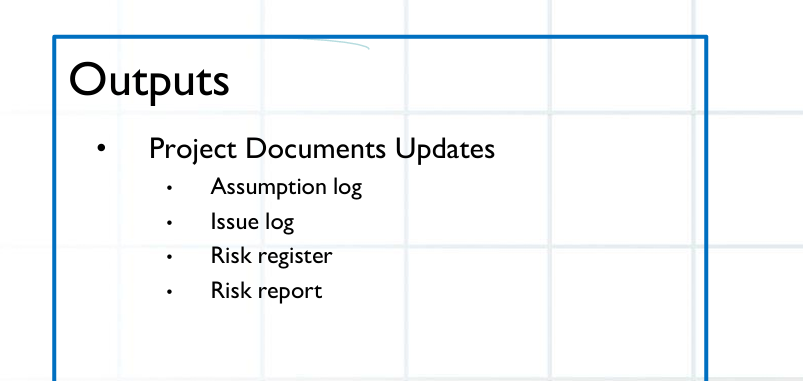 Outputs
• Project Documents Updates
• Assumption log
• Issue log
• Risk register
• Risk report